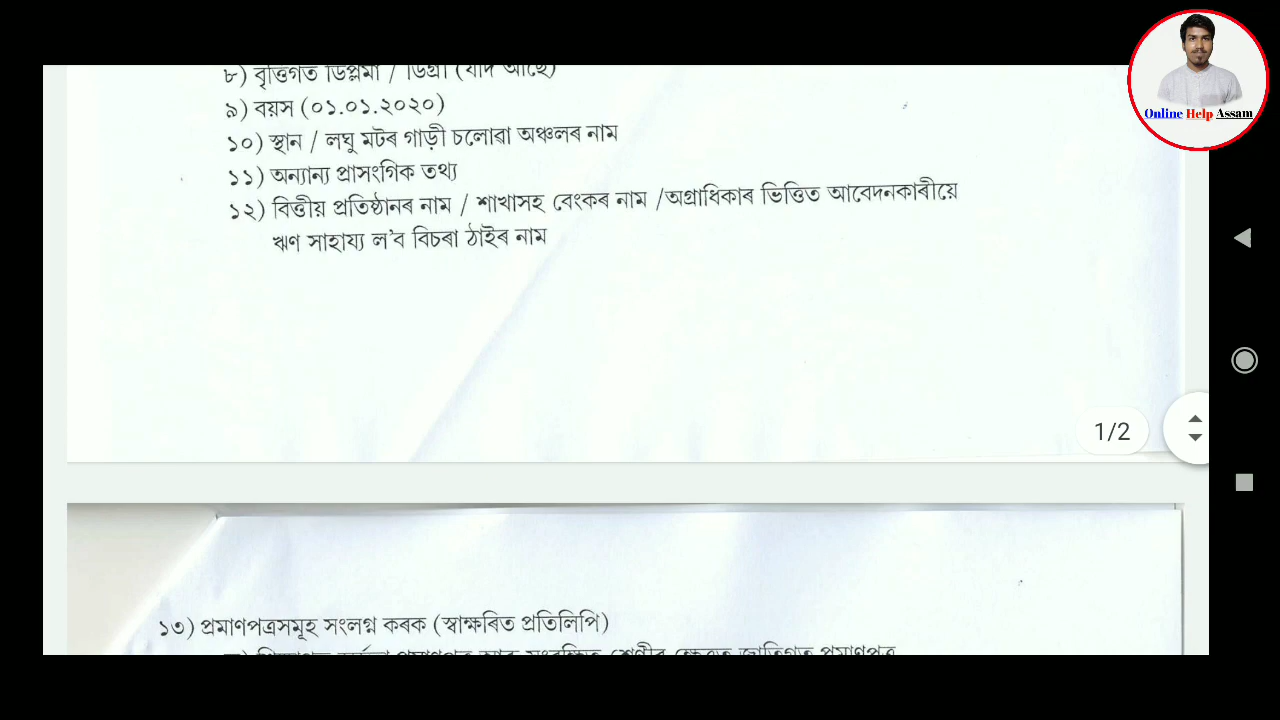 ৮) বৃত্তিগত ডিপ্লমা / ডিগ্ৰী (যদি আছে)
৯) বয়স (০১.০১.২০২০)
১০) স্থান / লঘু মটৰ গাড়ী চলোৱা অঞ্চলৰ নাম
১১) অন্যান্য প্ৰাসংগিক তথ্য
১২) বিত্তীয় প্ৰতিষ্ঠানৰ নাম / শাখাসহ বেংকৰ নাম /অগ্ৰাধিকাৰ ভিত্তিত আবেদনকাৰীয়ে
ঋণ সাহায্য ল'ব বিচৰা ঠাইৰ নাম
Online Help Assam
1/2
১৩) প্ৰমাণপত্ৰসমূহ সংলগ্ন কৰক (স্বাক্ষৰিত প্ৰতিলিপি)